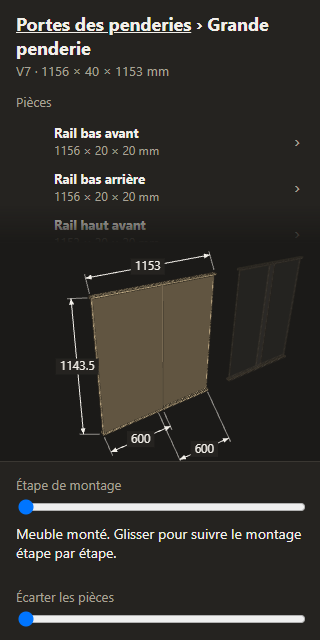 Portes des penderies › Grande
penderie
V7 · 1156 × 40 × 1153 mm
Pièces
Rail bas avant
1156 × 20 × 20 mm
›
Rail bas arrière
1156 × 20 × 20 mm
›
Rail haut avant
›
1153
1143.5
600
600
Étape de montage
Meuble monté. Glisser pour suivre le montage
étape par étape.
Écarter les pièces